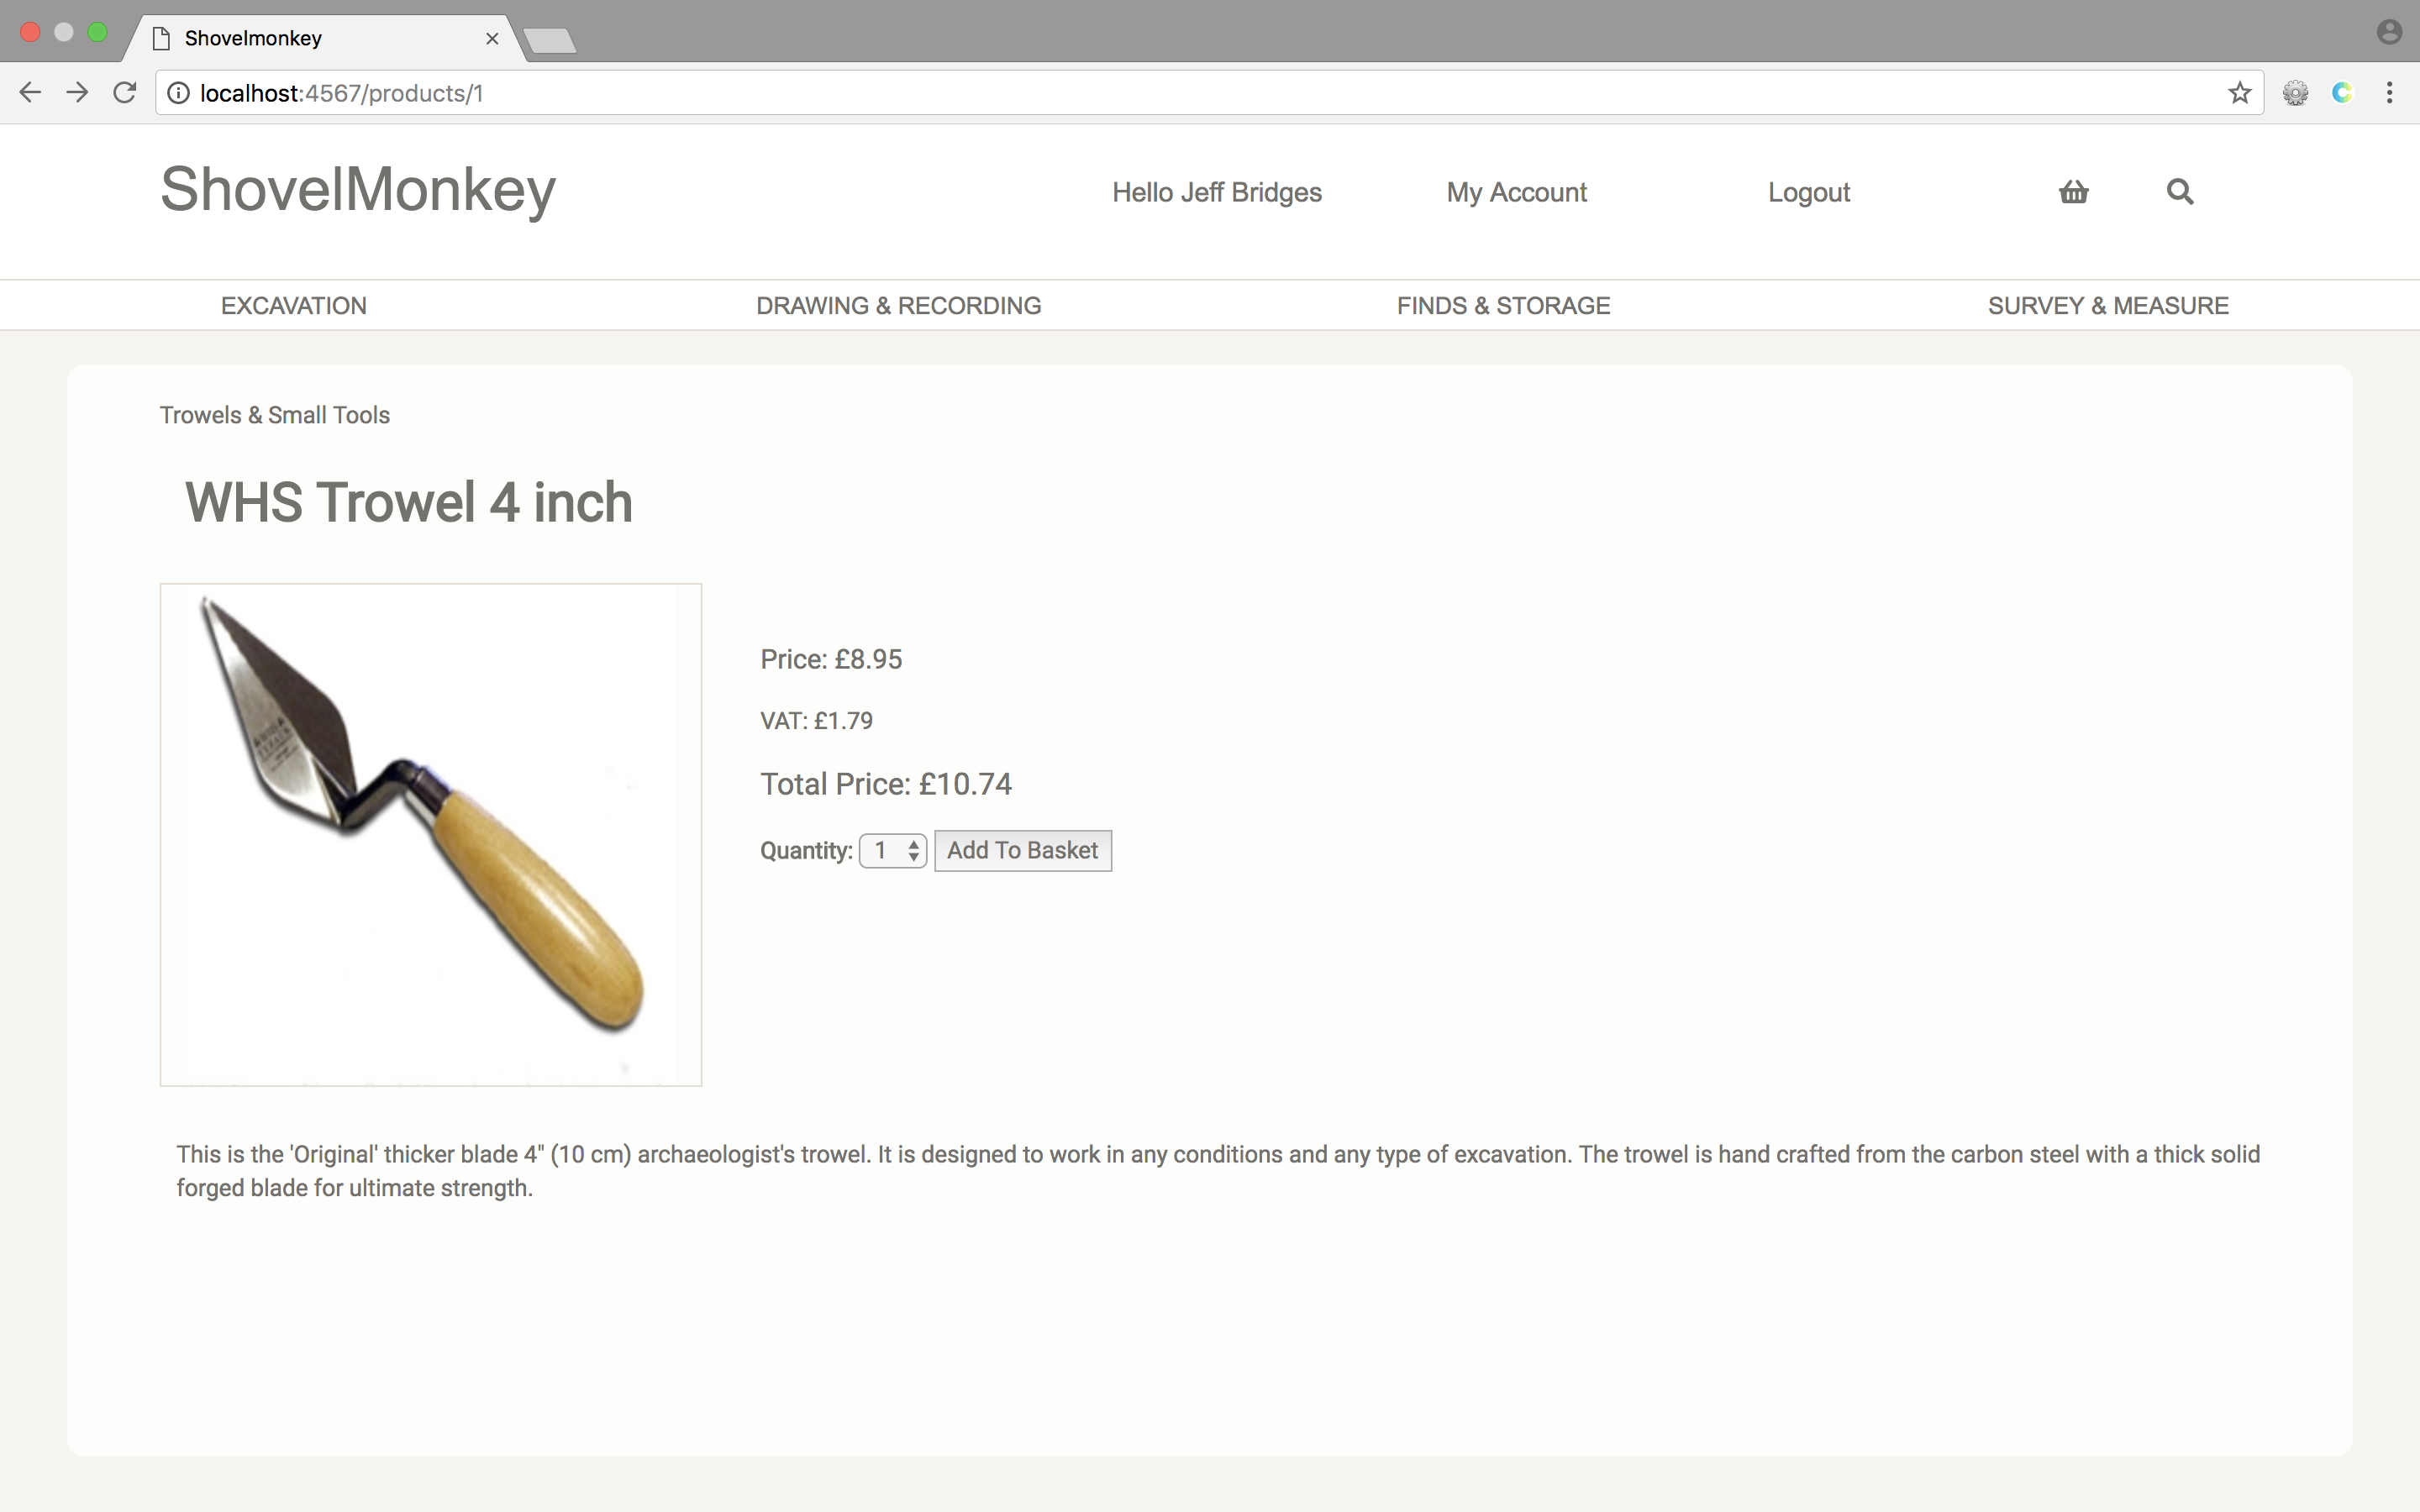 Shovelmonkey
localhost:4567/products/1
ShovelMonkey
Hello Jeff Bridges
My Account
Logout
EXCAVATION
DRAWING & RECORDING
FINDS & STORAGE
SURVEY & MEASURE
Trowels & Small Tools
WHS Trowel 4 inch
Price: £8.95
VAT: £1.79
Total Price: £10.74
Quantity: 1 Add To Basket
This is the 'Original' thicker blade 4" (10 cm) archaeologist's trowel. It is designed to work in any conditions and any type of excavation. The trowel is hand crafted from the carbon steel with a thick solid
forged blade for ultimate strength.